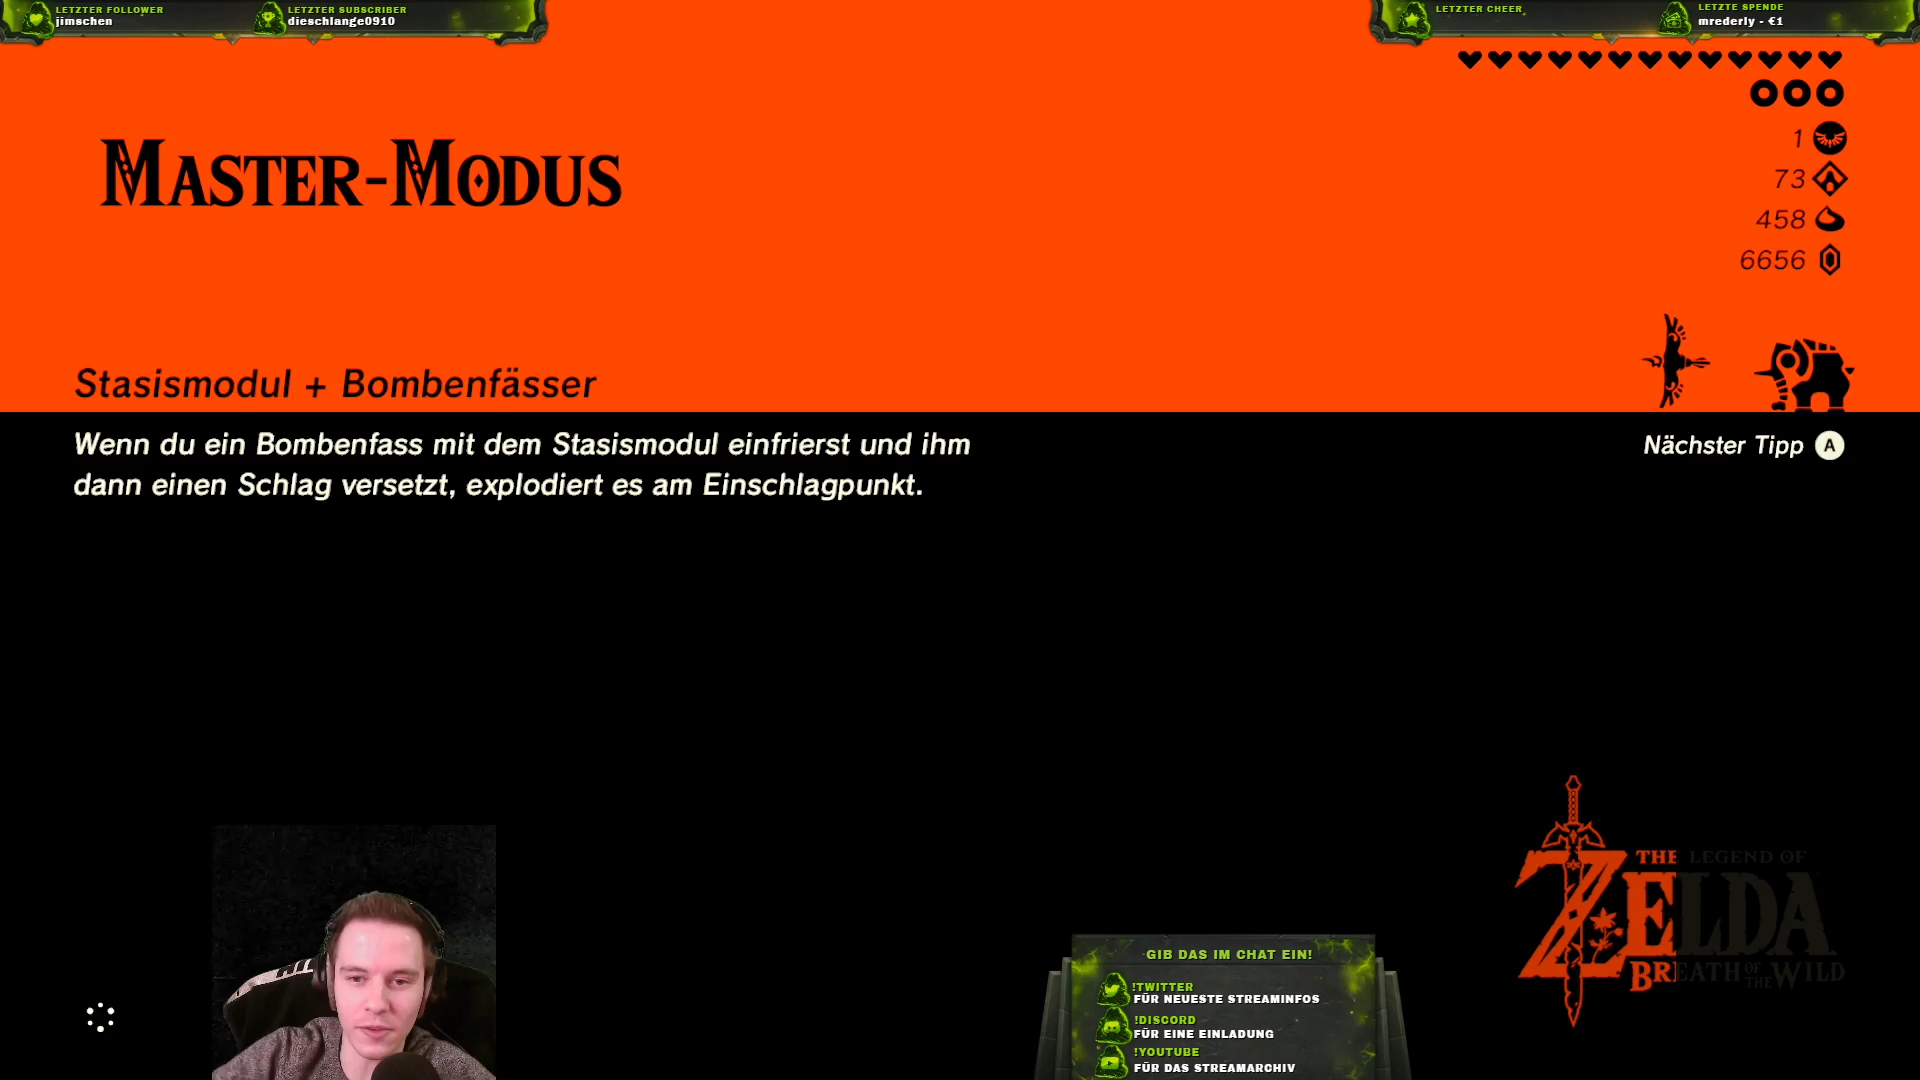 LETZTER FOLLOWER
jimschen
LETZTER SUBSCRIBER
dieschlange0910
LETZTER CHEER
LETZTE SPENDE
mrederly - €1
MASTER-MODUS
1
73
458
6656
Stasismodul + Bombenfässer
Wenn du ein Bombenfass mit dem Stasismodul einfrierst und ihm
dann einen Schlag versetzt, explodiert es am Einschlagpunkt.
Nächster Tipp A
THE LEGEND OF
ZELDA
BREATH OF THE WILD
GIB DAS IM CHAT EIN!
!TWITTER
FÜR NEUESTE STREAMINFOS
!DISCORD
FÜR EINE EINLADUNG
!YOUTUBE
FÜR DAS STREAMARCHIV